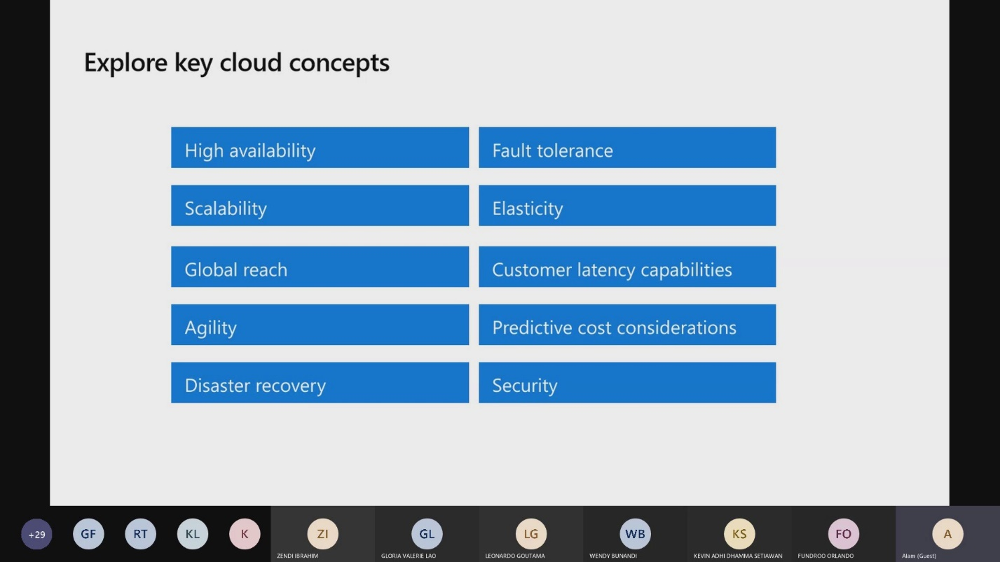 Explore key cloud concepts
High availability
Fault tolerance
Scalability
Elasticity
Global reach
Customer latency capabilities
Agility
Predictive cost considerations
Disaster recovery
Security
+29
GF
RT
KL
K
ZI
GL
LG
WB
KS
FO
A
ZENDI IBRAHIM
GLORIA VALERIE LAO
LEONARDO GOUTAMA
WENDY BUNANDI
KEVIN ADHI DHAMMA SETIAWAN
FUNDROO ORLANDO
Alam (Guest)